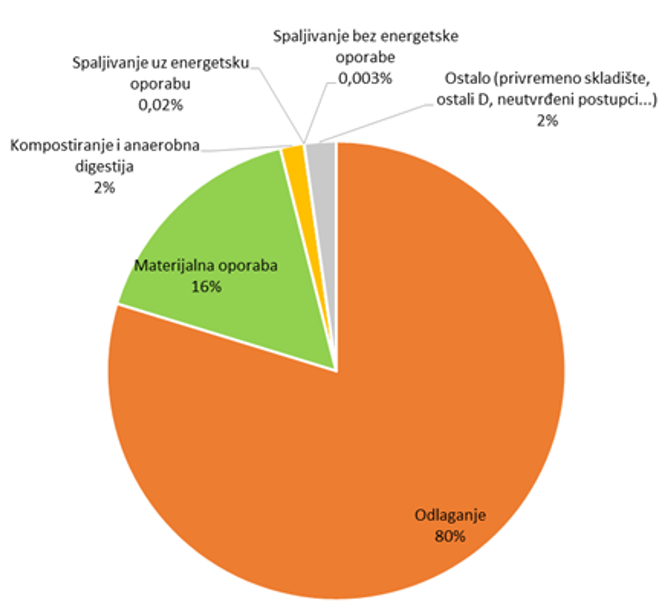 Spaljivanje bez energetske
oporabe
0,003%
Spaljivanje uz energetsku
oporabu
0,02%
Ostalo (privremeno skladište,
ostali D, neutvrđeni postupci...)
2%
Kompostiranje i anaerobna
digestija
2%
Materijalna oporaba
16%
Odlaganje
80%